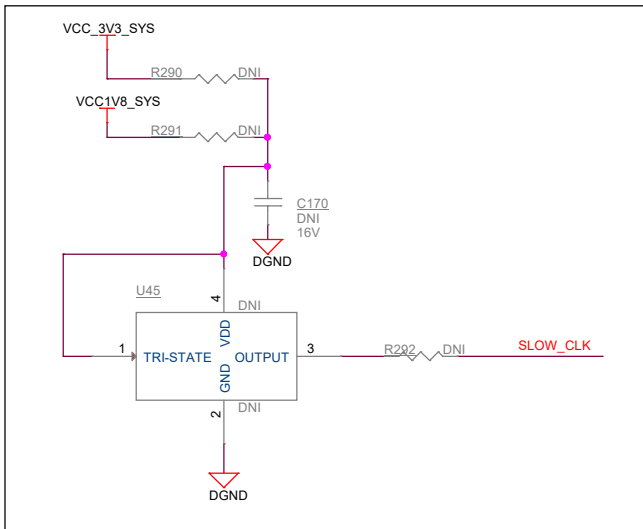 VCC_3V3_SYS
R290 DNI
VCC1V8_SYS
R291 DNI
C170
DNI
16V
DGND
U45
4 DNI
VDD
1 TRI-STATE OUTPUT 3
GND
R292 DNI
SLOW_CLK
2 DNI
DGND